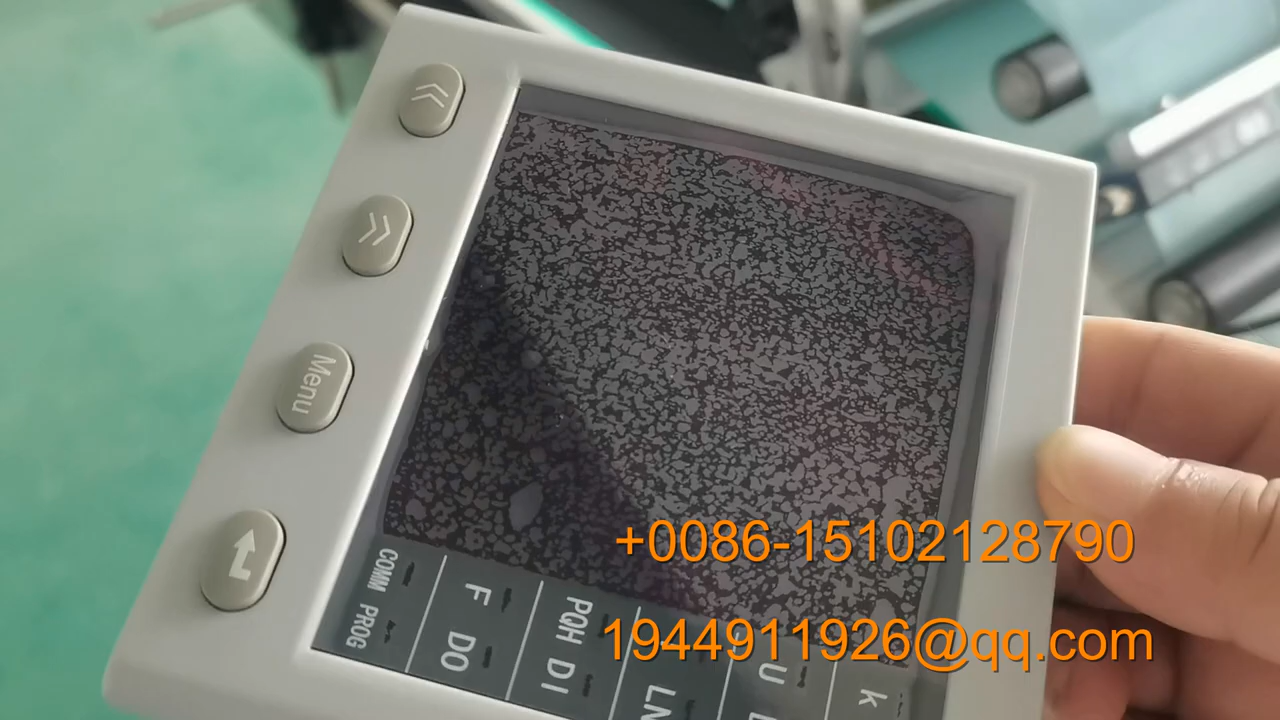 Menu
COMM PROG
F DO
PQH DI
U
k
+0086-15102128790
1944911926@qq.com